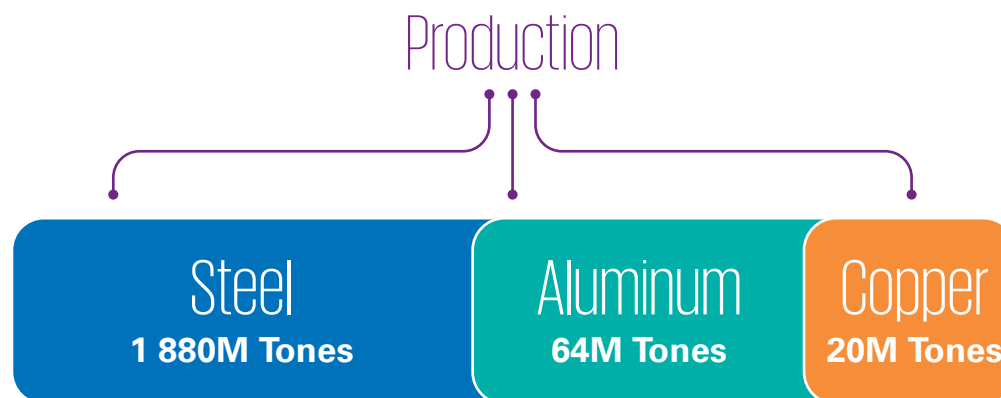 Production
Steel
1 880M Tones
Aluminum
64M Tones
Copper
20M Tones